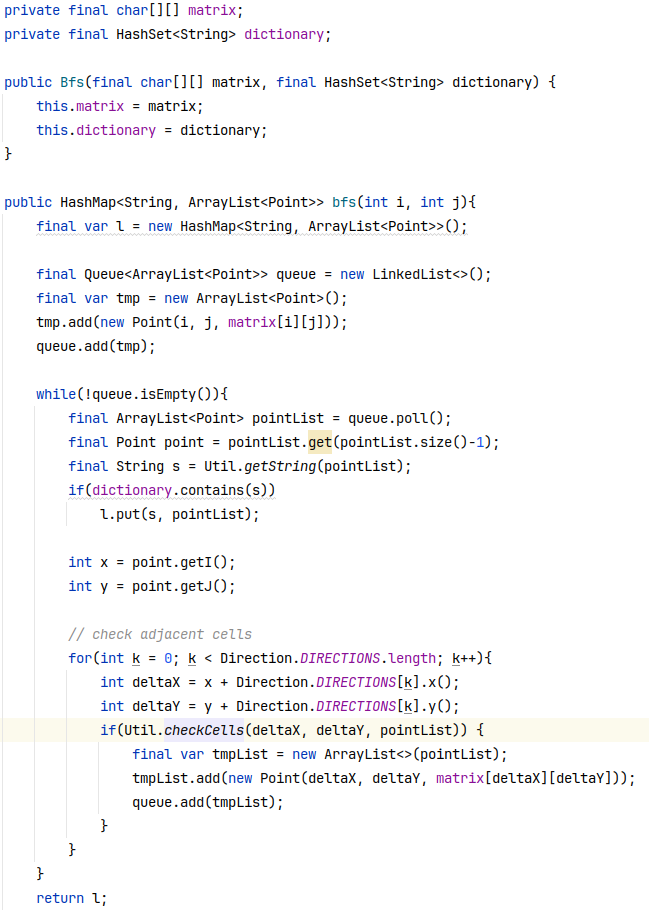 private final char[][] matrix;
private final HashSet<String> dictionary;

public Bfs(final char[][] matrix, final HashSet<String> dictionary) {
    this.matrix = matrix;
    this.dictionary = dictionary;
}

public HashMap<String, ArrayList<Point>> bfs(int i, int j){
    final var l = new HashMap<String, ArrayList<Point>>();

    final Queue<ArrayList<Point>> queue = new LinkedList<>();
    final var tmp = new ArrayList<Point>();
    tmp.add(new Point(i, j, matrix[i][j]));
    queue.add(tmp);

    while(!queue.isEmpty()){
        final ArrayList<Point> pointList = queue.poll();
        final Point point = pointList.get(pointList.size()-1);
        final String s = Util.getString(pointList);
        if(dictionary.contains(s))
            l.put(s, pointList);

        int x = point.getI();
        int y = point.getJ();

        // check adjacent cells
        for(int k = 0; k < Direction.DIRECTIONS.length; k++){
            int deltaX = x + Direction.DIRECTIONS[k].x();
            int deltaY = y + Direction.DIRECTIONS[k].y();
            if(Util.checkCells(deltaX, deltaY, pointList)) {
                final var tmpList = new ArrayList<>(pointList);
                tmpList.add(new Point(deltaX, deltaY, matrix[deltaX][deltaY]));
                queue.add(tmpList);
            }
        }
    }
    return l;